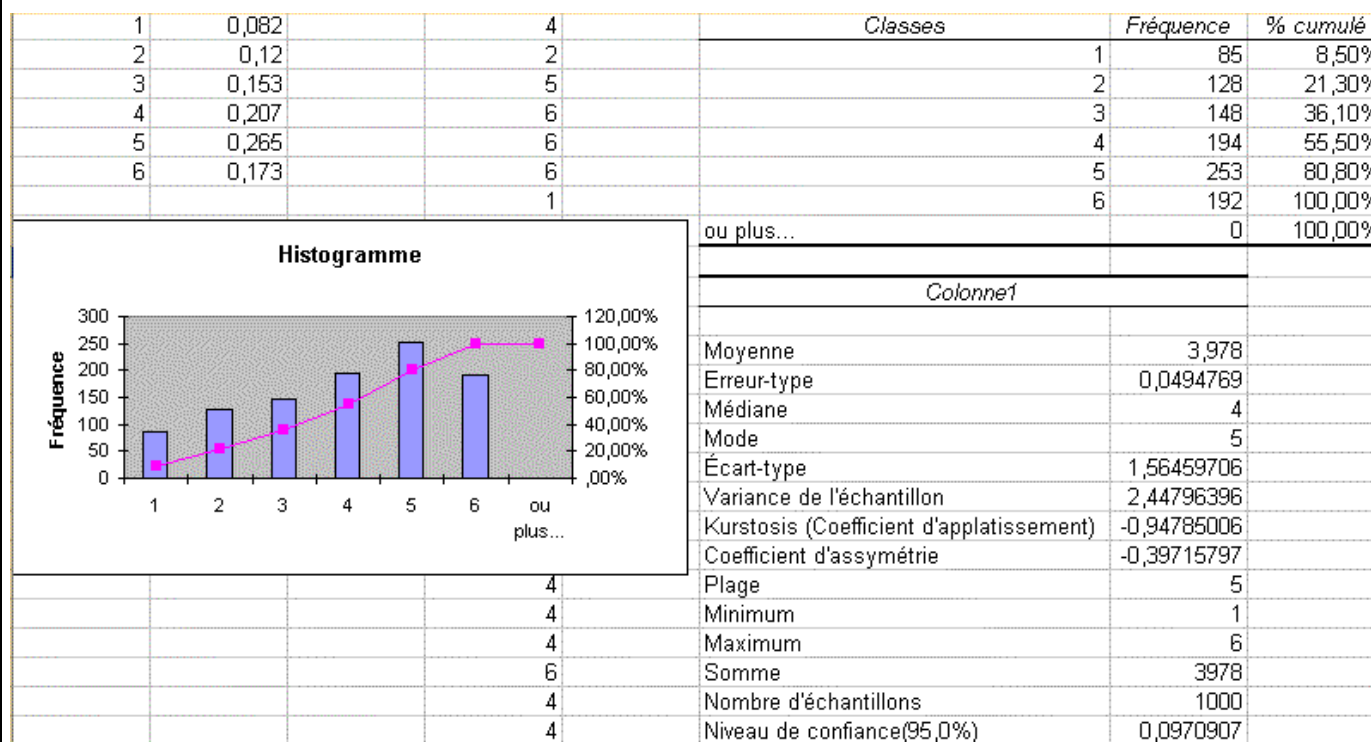 1 0,082 4 Classes Fréquence % cumulé
2 0,12 2 1 85 8,50%
3 0,153 5 2 128 21,30%
4 0,207 6 3 148 36,10%
5 0,265 6 4 194 55,50%
6 0,173 6 5 253 80,80%
1 6 192 100,00%
ou plus... 0 100,00%
Histogramme
300
250
200
150
100
50
0
Fréquence
120,00%
100,00%
80,00%
60,00%
40,00%
20,00%
,00%
1 2 3 4 5 6 ou plus...
Colonne1
Moyenne 3,978
Erreur-type 0,0494769
Médiane 4
Mode 5
Écart-type 1,56459706
Variance de l'échantillon 2,44796396
Kurstosis (Coefficient d'applatissement) -0,94785006
Coefficient d'assymétrie -0,39715797
4 Plage 5
4 Minimum 1
4 Maximum 6
6 Somme 3978
4 Nombre d'échantillons 1000
4 Niveau de confiance(95,0%) 0,0970907